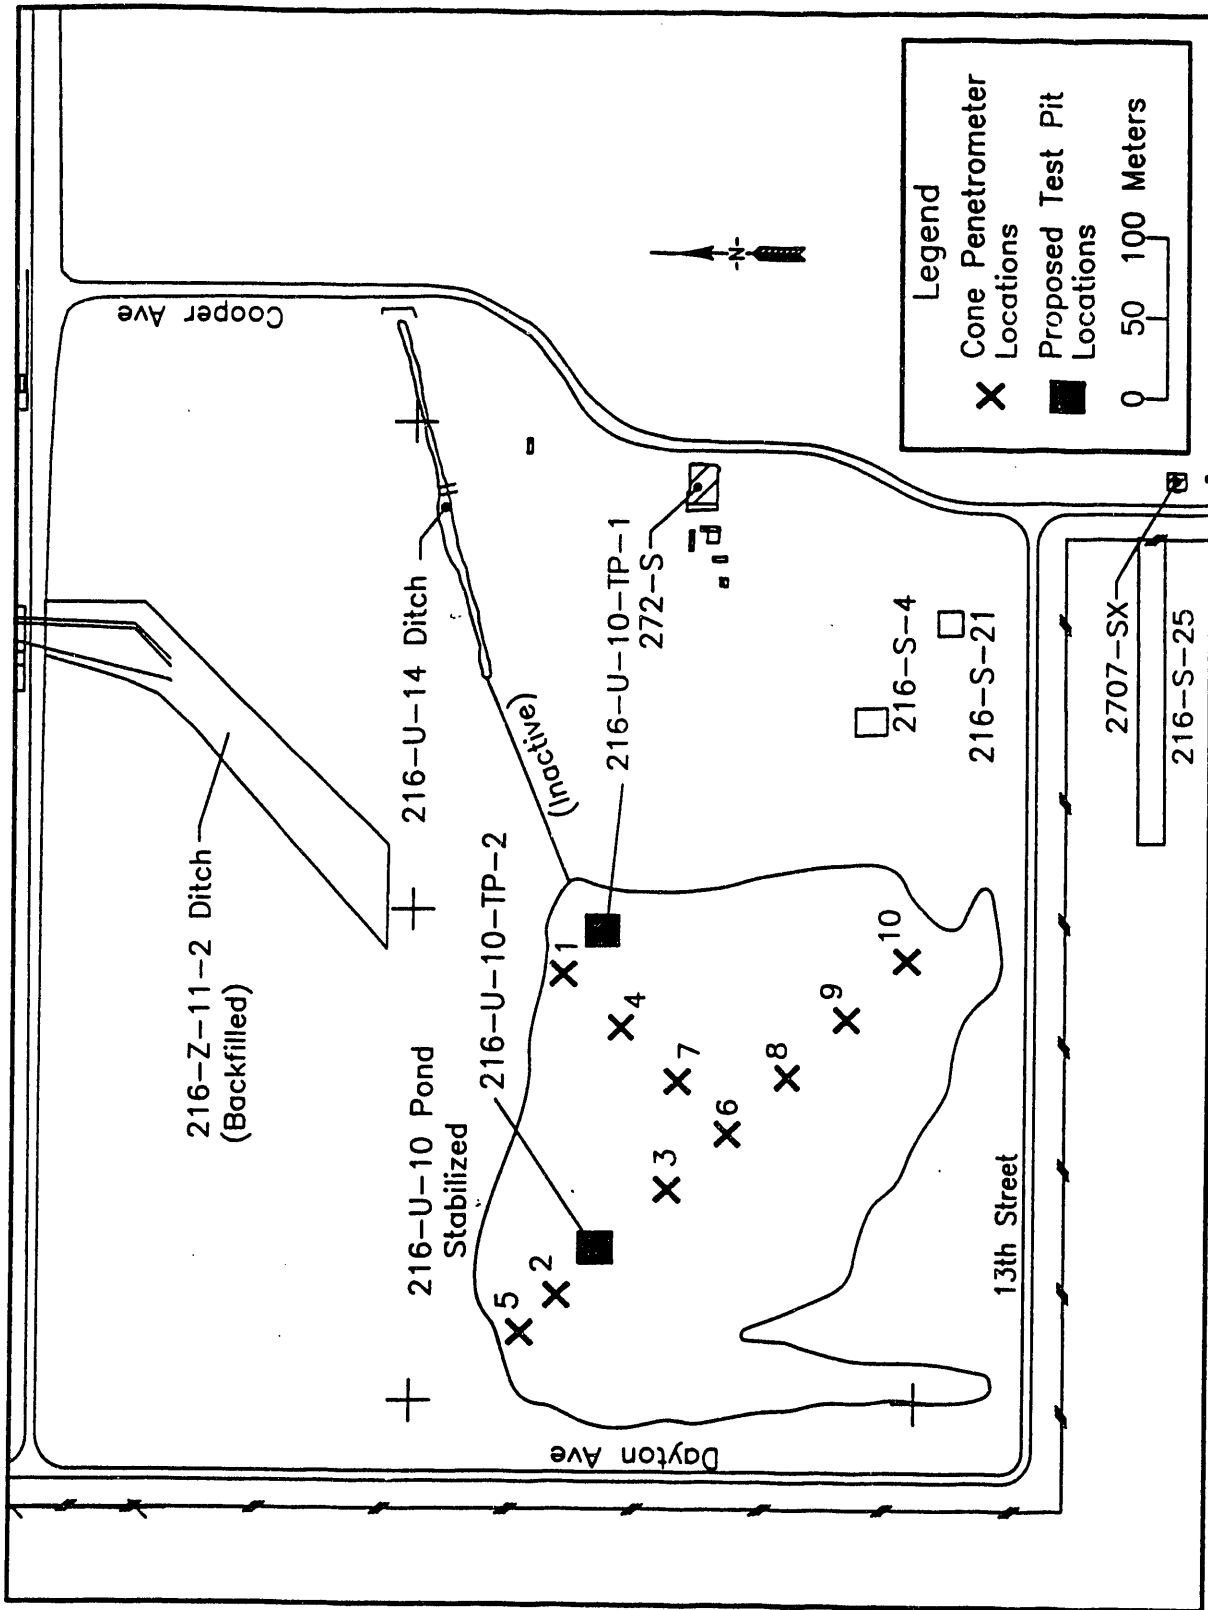 216-Z-11-2 Ditch
(Backfilled)
Cooper Ave
216-U-14 Ditch
216-U-10 Pond
Stabilized
216-U-10-TP-2
(Inactive)
216-U-10-TP-1
272-S
5
2
1
4
3
7
6
8
9
10
Dayton Ave
216-S-4
216-S-21
13th Street
2707-SX
216-S-25
-N-
Legend
Cone Penetrometer
Locations
Proposed Test Pit
Locations
0 50 100 Meters